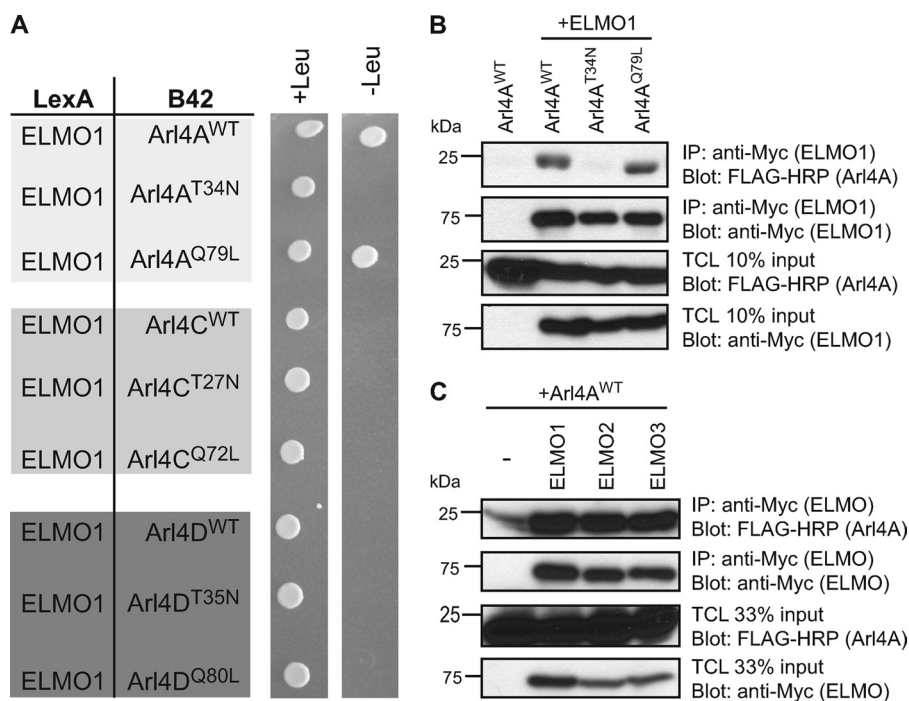 A
+Leu
-Leu
LexA B42
ELMO1 Arl4A^WT
ELMO1 Arl4A^T34N
ELMO1 Arl4A^Q79L
ELMO1 Arl4C^WT
ELMO1 Arl4C^T27N
ELMO1 Arl4C^Q72L
ELMO1 Arl4D^WT
ELMO1 Arl4D^T35N
ELMO1 Arl4D^Q80L
B
+ELMO1
Arl4A^WT
Arl4A^WT
Arl4A^T34N
Arl4A^Q79L
kDa
25
IP: anti-Myc (ELMO1)
Blot: FLAG-HRP (Arl4A)
75
IP: anti-Myc (ELMO1)
Blot: anti-Myc (ELMO1)
25
TCL 10% input
Blot: FLAG-HRP (Arl4A)
75
TCL 10% input
Blot: anti-Myc (ELMO1)
C
+Arl4A^WT
-
ELMO1
ELMO2
ELMO3
kDa
25
IP: anti-Myc (ELMO)
Blot: FLAG-HRP (Arl4A)
75
IP: anti-Myc (ELMO)
Blot: anti-Myc (ELMO)
25
TCL 33% input
Blot: FLAG-HRP (Arl4A)
75
TCL 33% input
Blot: anti-Myc (ELMO)